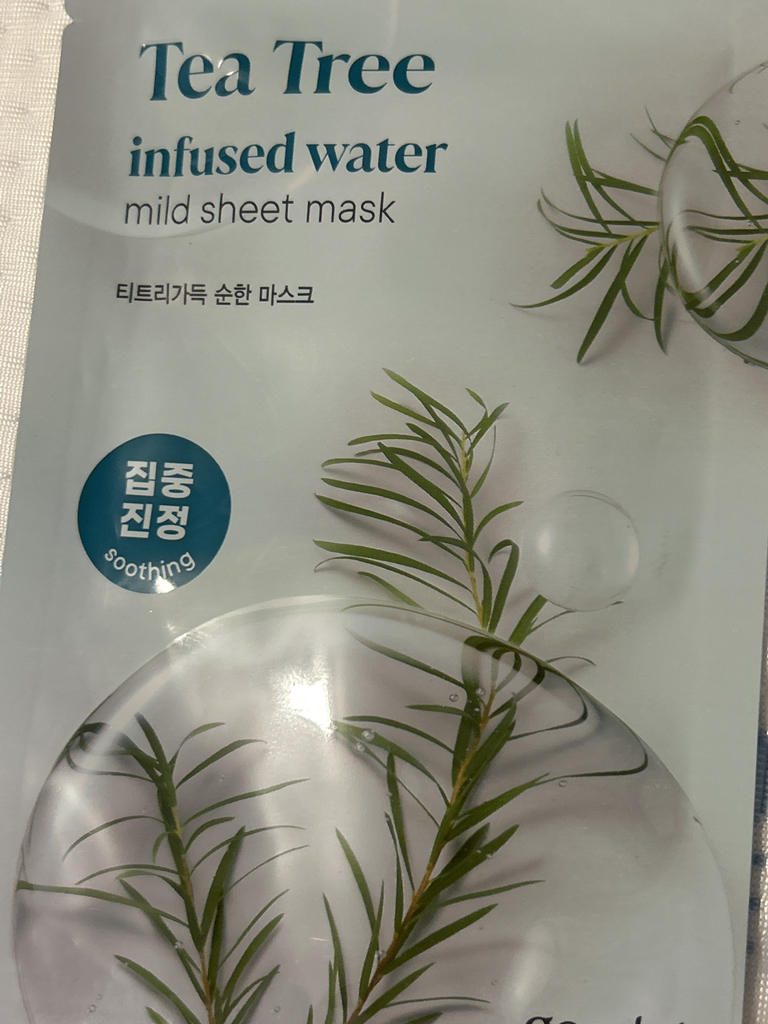 Tea Tree
infused water
mild sheet mask
티트리가득 순한 마스크
집중
진정
soothing